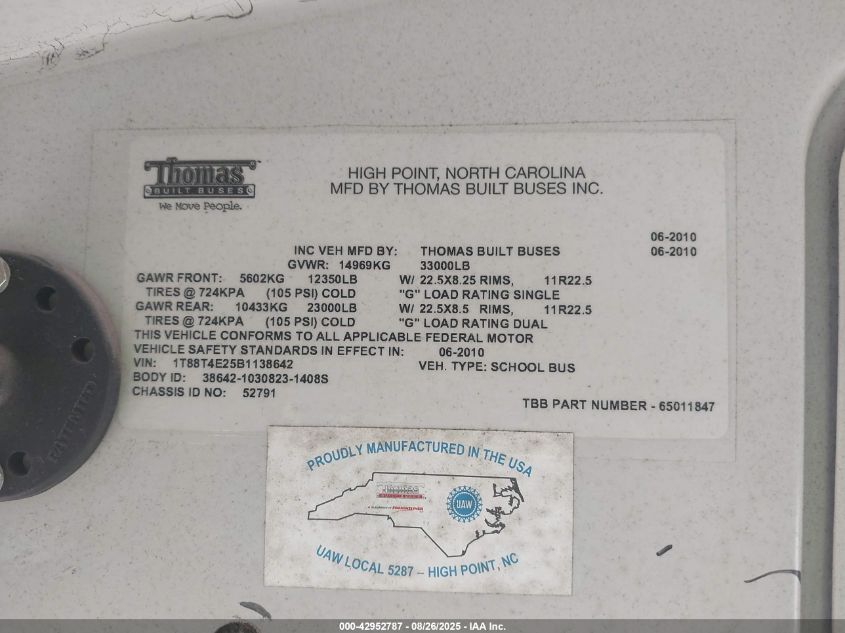 Thomas
BUILT BUSES
We Move People.
HIGH POINT, NORTH CAROLINA
MFD BY THOMAS BUILT BUSES INC.
06-2010
INC VEH MFD BY: THOMAS BUILT BUSES 06-2010
GVWR: 14969KG 33000LB
GAWR FRONT: 5602KG 12350LB W/ 22.5X8.25 RIMS, 11R22.5
TIRES @ 724KPA (105 PSI) COLD "G" LOAD RATING SINGLE
GAWR REAR: 10433KG 23000LB W/ 22.5X8.5 RIMS, 11R22.5
TIRES @ 724KPA (105 PSI) COLD "G" LOAD RATING DUAL
THIS VEHICLE CONFORMS TO ALL APPLICABLE FEDERAL MOTOR
VEHICLE SAFETY STANDARDS IN EFFECT IN: 06-2010
VIN: 1T88T4E25B1138642 VEH. TYPE: SCHOOL BUS
BODY ID: 38642-1030823-1408S
CHASSIS ID NO: 52791
TBB PART NUMBER - 65011847
PATENTED
PROUDLY MANUFACTURED IN THE USA
Thomas
UAW
UAW LOCAL 5287 – HIGH POINT, NC
000-42952787 - 08/26/2025 - IAA Inc.